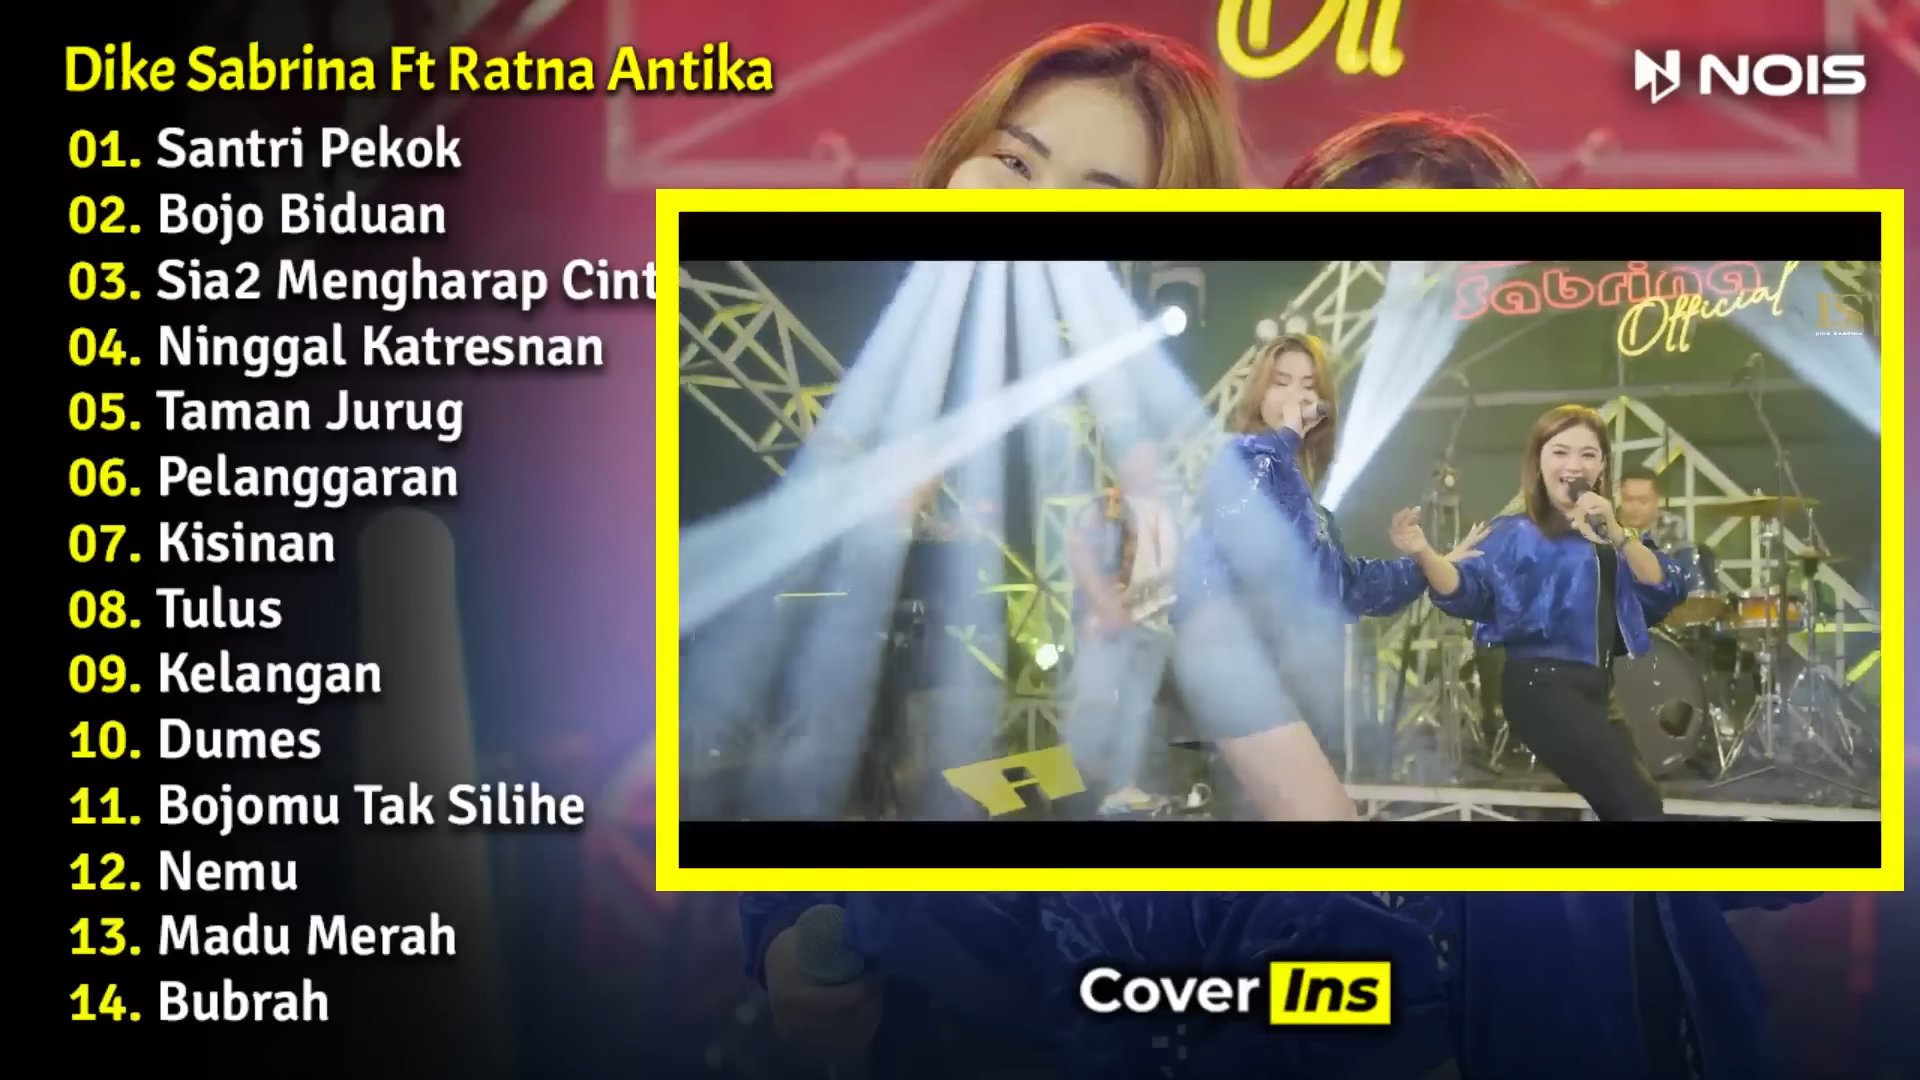 Dike Sabrina Ft Ratna Antika
01. Santri Pekok
02. Bojo Biduan
03. Sia2 Mengharap Cint
04. Ninggal Katresnan
05. Taman Jurug
06. Pelanggaran
07. Kisinan
08. Tulus
09. Kelangan
10. Dumes
11. Bojomu Tak Silihe
12. Nemu
13. Madu Merah
14. Bubrah
NOIS
Sabrina
Official
Cover Ins